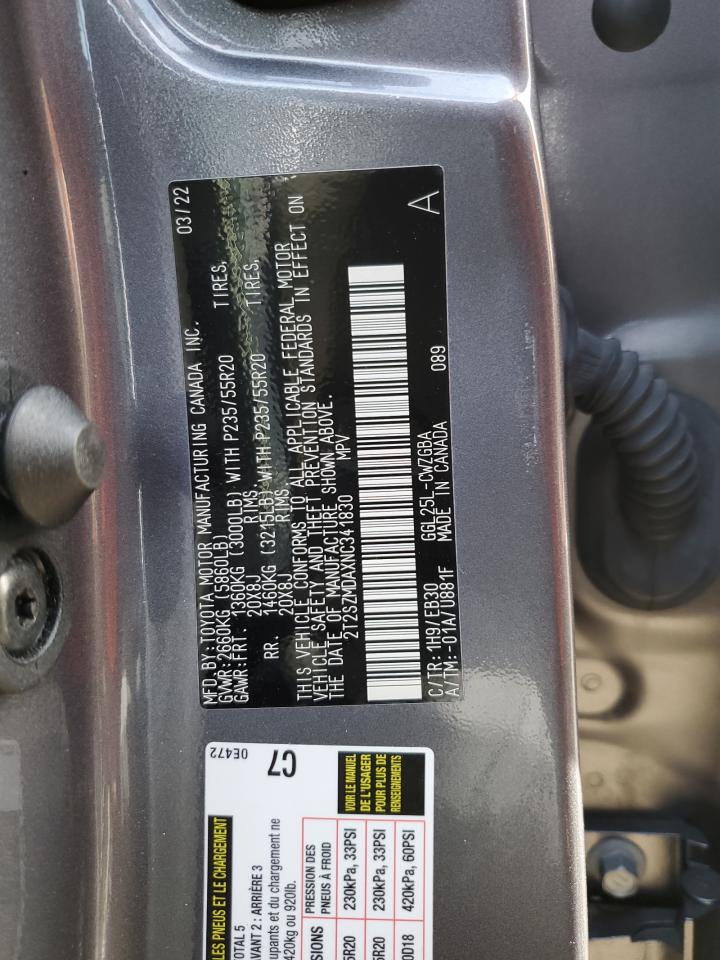 MFD.BY:TOYOTA MOTOR MANUFACTURING CANADA INC. 03/22
GVWR:2660KG(5860LB)
GAWR:FRT. 1360KG(3000LB)WITH P235/55R20 TIRES,
20X8J RIMS
RR. 1460KG(3215LB)WITH P235/55R20 TIRES,
20X8J RIMS
THIS VEHICLE CONFORMS TO ALL APPLICABLE FEDERAL MOTOR
VEHICLE SAFETY AND THEFT PREVENTION STANDARDS IN EFFECT ON
THE DATE OF MANUFACTURE SHOWN ABOVE.
2T2SZMDAXNC341830 MPV
C/TR:1H9/EB30 GGL25L-CWZGBA 089
A/TM:-01A/U881F MADE IN CANADA A
0E472
C7
LES PNEUS ET LE CHARGEMENT
OTAL 5
AVANT 2 : ARRIÈRE 3
upants et du chargement ne
420kg ou 920lb.
SIONS PRESSION DES
PNEUS À FROID
5R20 230kPa, 33PSI
5R20 230kPa, 33PSI
0D18 420kPa, 60PSI
VOIR LE MANUEL
DE L'USAGER
POUR PLUS DE
RENSEIGNEMENTS